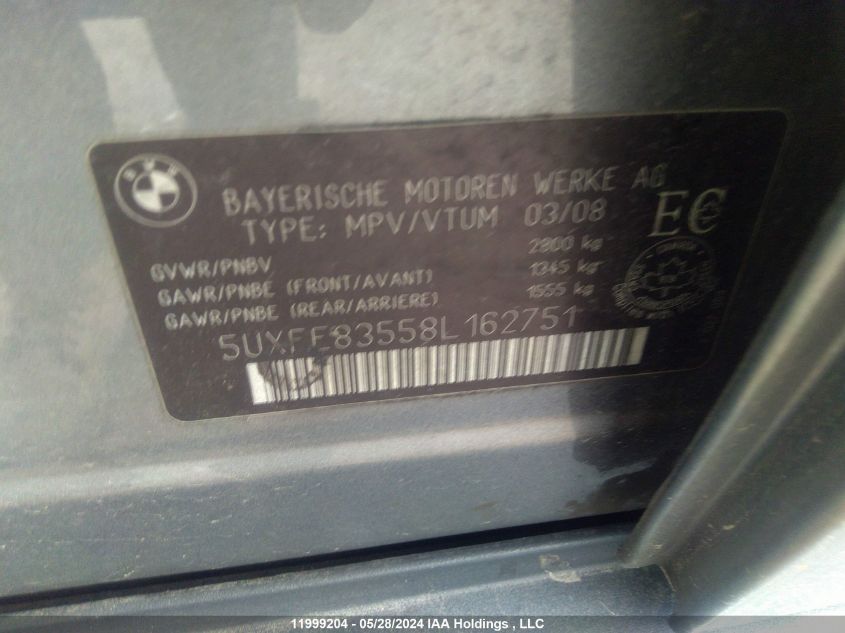 BMW
BAYERISCHE MOTOREN WERKE AG
TYPE: MPV/VTUM 03/08
EC
GVWR/PNBV 2800 kg
GAWR/PNBE (FRONT/AVANT) 1345 kg
GAWR/PNBE (REAR/ARRIERE) 1555 kg
5UXFE83558L162751
11999204 - 05/28/2024 IAA Holdings , LLC